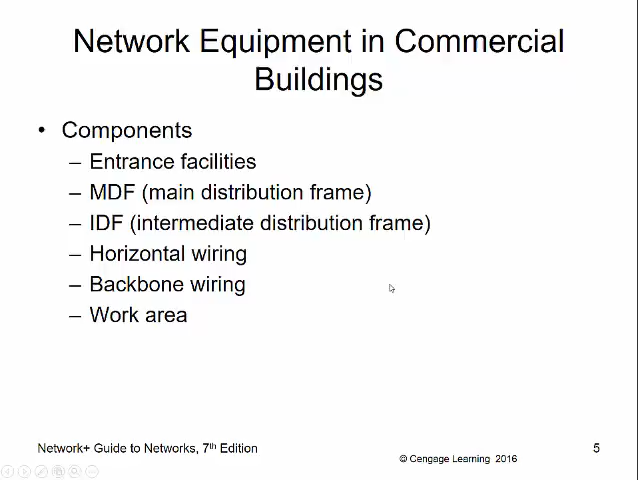 Network Equipment in Commercial
Buildings
• Components
– Entrance facilities
– MDF (main distribution frame)
– IDF (intermediate distribution frame)
– Horizontal wiring
– Backbone wiring
– Work area
Network+ Guide to Networks, 7th Edition
© Cengage Learning 2016
5